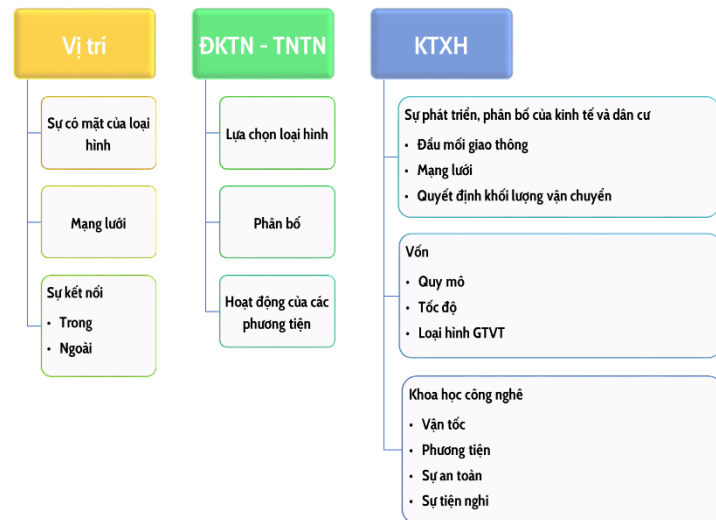 Vị trí
Sự có mặt của loại
hình
Mạng lưới
Sự kết nối
• Trong
• Ngoài
ĐKTN - TNTN
Lựa chọn loại hình
Phân bố
Hoạt động của các
phương tiện
KTXH
Sự phát triển, phân bố của kinh tế và dân cư
• Đầu mối giao thông
• Mạng lưới
• Quyết định khối lượng vận chuyển
Vốn
• Quy mô
• Tốc độ
• Loại hình GTVT
Khoa học công nghê
• Vận tốc
• Phương tiện
• Sự an toàn
• Sự tiện nghi